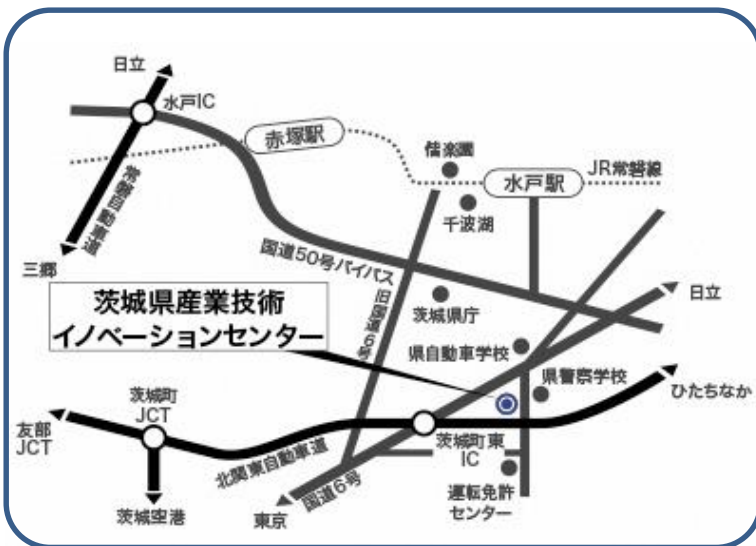 日立
水戸IC
赤塚駅
偕楽園
水戸駅
JR常磐線
千波湖
常磐自動車道
三郷
国道50号バイパス
旧国道6号
茨城県庁
日立
茨城県産業技術
イノベーションセンター
県自動車学校
県警察学校
ひたちなか
茨城町
JCT
友部
JCT
北関東自動車道
茨城町東
IC
茨城空港
東京
国道6号
運転免許
センター